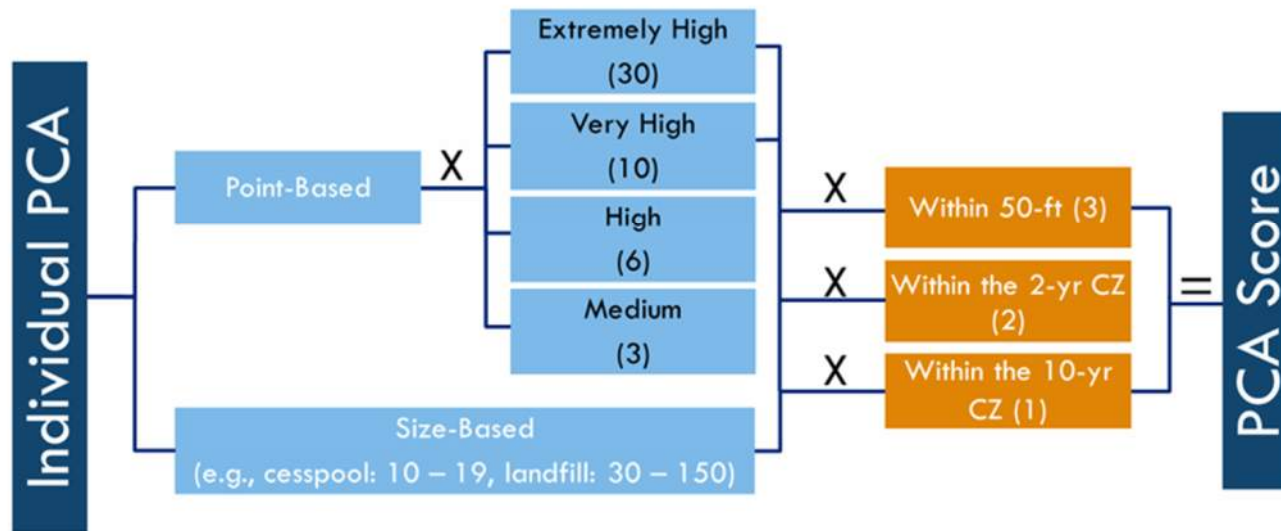 Individual PCA
Point-Based
X
Extremely High
(30)
Very High
(10)
High
(6)
Medium
(3)
Size-Based
(e.g., cesspool: 10 – 19, landfill: 30 – 150)
X
Within 50-ft (3)
X
Within the 2-yr CZ
(2)
X
Within the 10-yr
CZ (1)
=
PCA Score